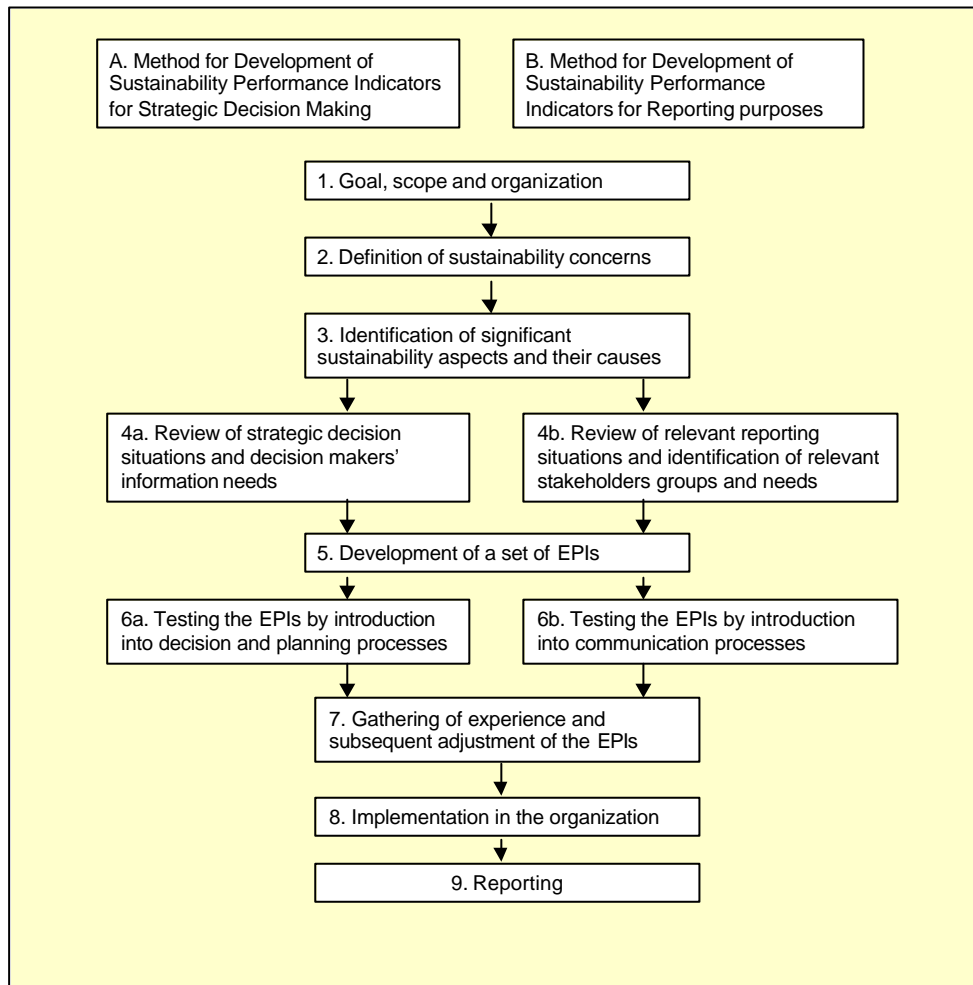 A. Method for Development of
Sustainability Performance Indicators
for Strategic Decision Making
B. Method for Development of
Sustainability Performance
Indicators for Reporting purposes
1. Goal, scope and organization
2. Definition of sustainability concerns
3. Identification of significant
sustainability aspects and their causes
4a. Review of strategic decision
situations and decision makers’
information needs
4b. Review of relevant reporting
situations and identification of relevant
stakeholders groups and needs
5. Development of a set of EPIs
6a. Testing the EPIs by introduction
into decision and planning processes
6b. Testing the EPIs by introduction
into communication processes
7. Gathering of experience and
subsequent adjustment of the EPIs
8. Implementation in the organization
9. Reporting